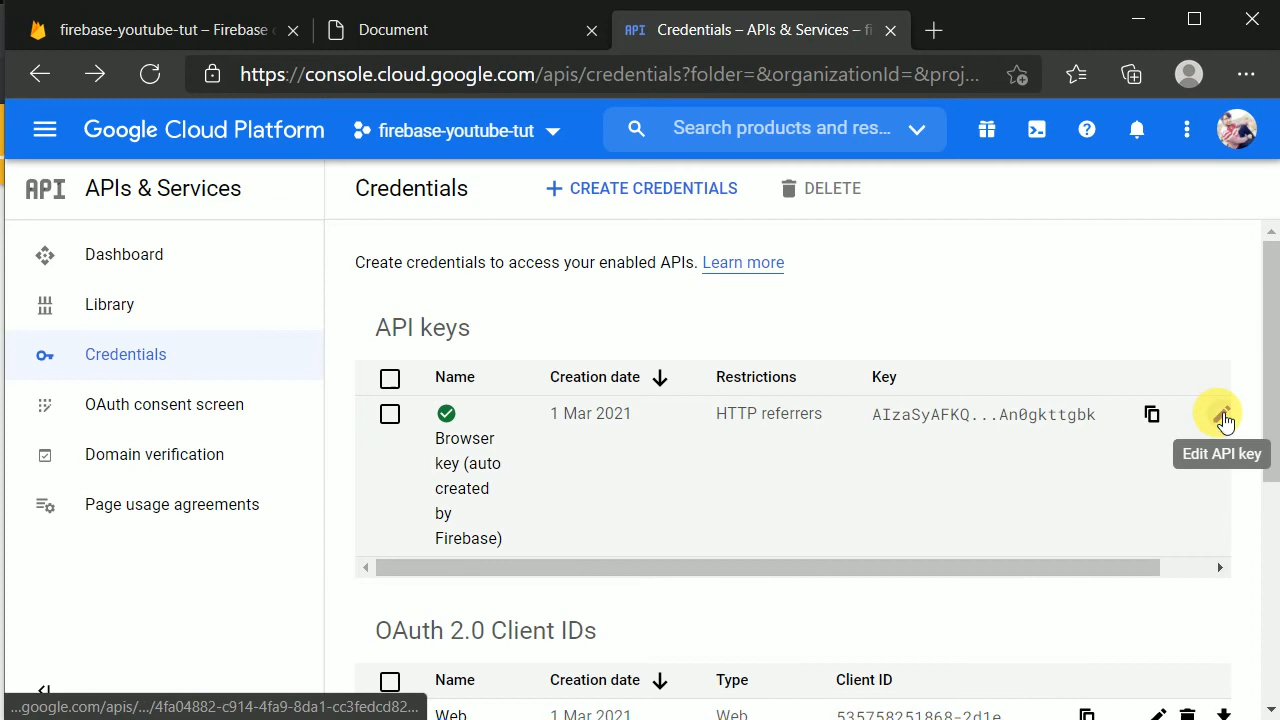 firebase-youtube-tut – Firebase
Document
API Credentials – APIs & Services – fi
https://console.cloud.google.com/apis/credentials?folder=&organizationId=&proj...
Google Cloud Platform
firebase-youtube-tut
Search products and res...
API APIs & Services
Credentials
CREATE CREDENTIALS
DELETE
Dashboard
Library
Credentials
OAuth consent screen
Domain verification
Page usage agreements
Create credentials to access your enabled APIs. Learn more
API keys
Name Creation date Restrictions Key
Browser
key (auto
created
by
Firebase)
1 Mar 2021 HTTP referrers AIzaSyAFKQ...An0gkttgbk
Edit API key
OAuth 2.0 Client IDs
Name Creation date Type Client ID
Web 1 Mar 2021 Web 535758251868-2d1e
...google.com/apis/.../4fa04882-c914-4fa9-8da1-cc3fedcd82...